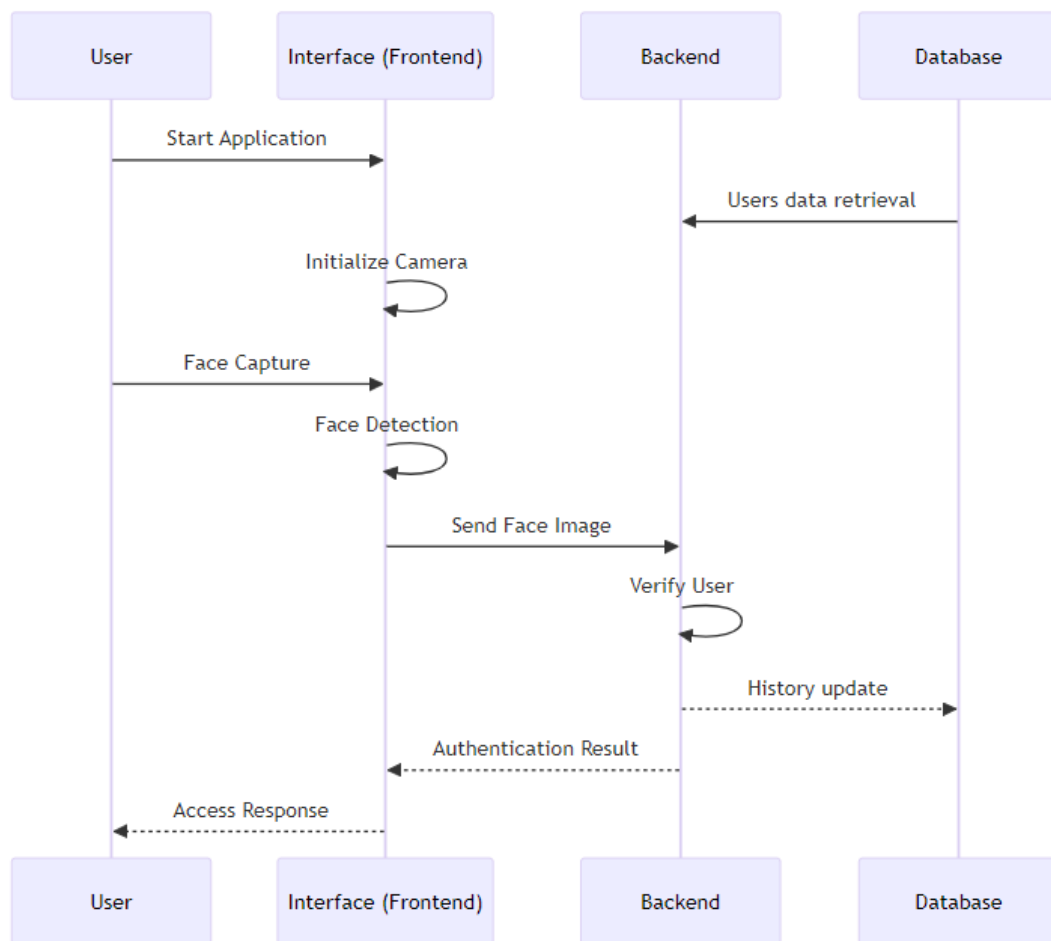 User
Interface (Frontend)
Backend
Database
Start Application
Users data retrieval
Initialize Camera
Face Capture
Face Detection
Send Face Image
Verify User
History update
Authentication Result
Access Response
User
Interface (Frontend)
Backend
Database